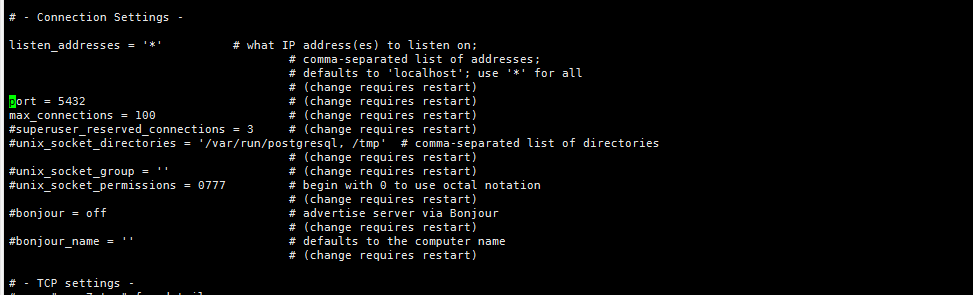 # - Connection Settings -
listen_addresses = '*'          # what IP address(es) to listen on;
                                        # comma-separated list of addresses;
                                        # defaults to 'localhost'; use '*' for all
                                        # (change requires restart)
port = 5432                             # (change requires restart)
max_connections = 100                   # (change requires restart)
#superuser_reserved_connections = 3     # (change requires restart)
#unix_socket_directories = '/var/run/postgresql, /tmp'  # comma-separated list of directories
                                        # (change requires restart)
#unix_socket_group = ''                 # (change requires restart)
#unix_socket_permissions = 0777         # begin with 0 to use octal notation
                                        # (change requires restart)
#bonjour = off                          # advertise server via Bonjour
                                        # (change requires restart)
#bonjour_name = ''                      # defaults to the computer name
                                        # (change requires restart)
# - TCP settings -